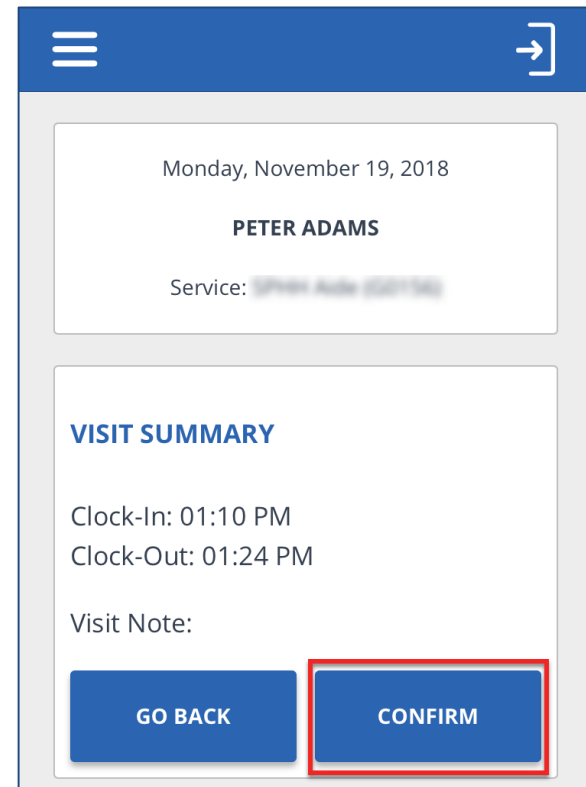 Monday, November 19, 2018
PETER ADAMS
Service:
VISIT SUMMARY
Clock-In: 01:10 PM
Clock-Out: 01:24 PM
Visit Note:
GO BACK CONFIRM